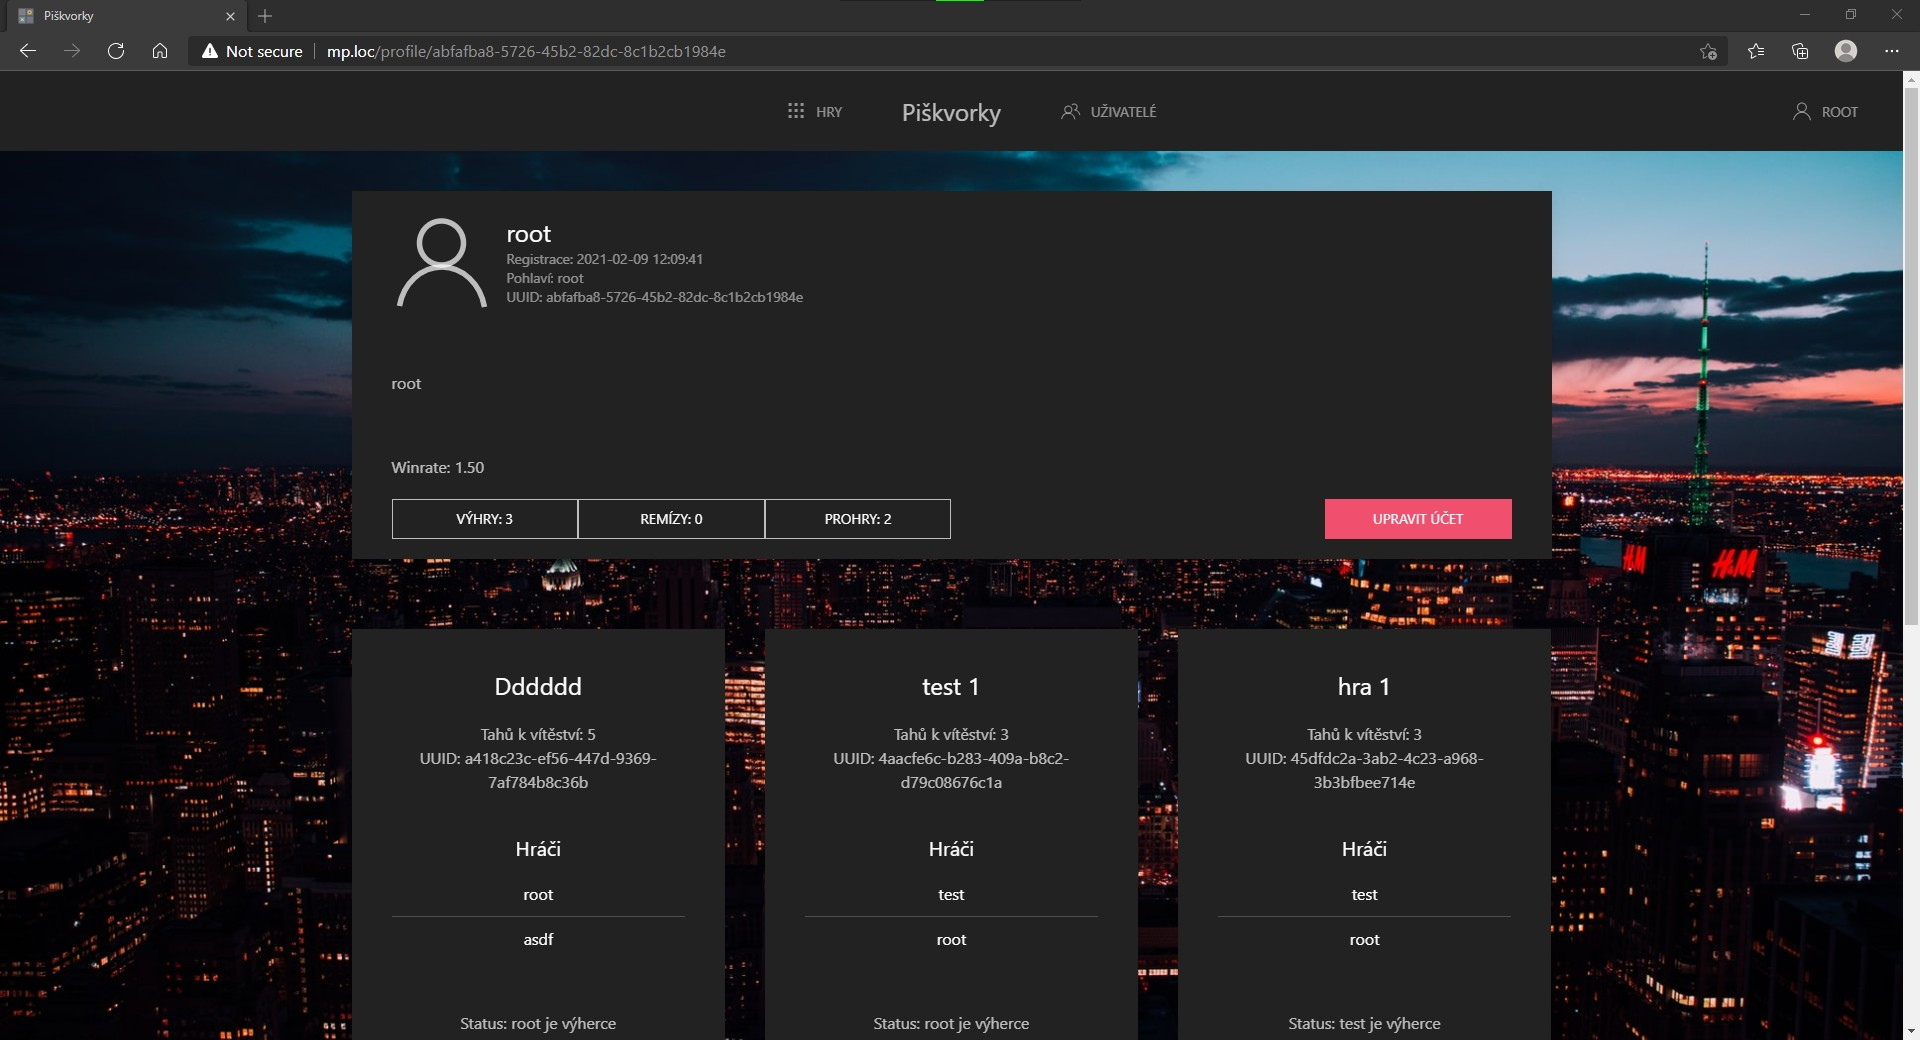 Piškvorky
Not secure
mp.loc/profile/abfafba8-5726-45b2-82dc-8c1b2cb1984e
HRY
Piškvorky
UŽIVATELÉ
ROOT
root
Registrace: 2021-02-09 12:09:41
Pohlaví: root
UUID: abfafba8-5726-45b2-82dc-8c1b2cb1984e
root
Winrate: 1.50
VÝHRY: 3
REMÍZY: 0
PROHRY: 2
UPRAVIT ÚČET
H&M
H&M
Dddddd
Tahů k vítěství: 5
UUID: a418c23c-ef56-447d-9369-
7af784b8c36b
Hráči
root
asdf
Status: root je výherce
test 1
Tahů k vítěství: 3
UUID: 4aacfe6c-b283-409a-b8c2-
d79c08676c1a
Hráči
test
root
Status: root je výherce
hra 1
Tahů k vítěství: 3
UUID: 45dfdc2a-3ab2-4c23-a968-
3b3bfbee714e
Hráči
test
root
Status: test je výherce